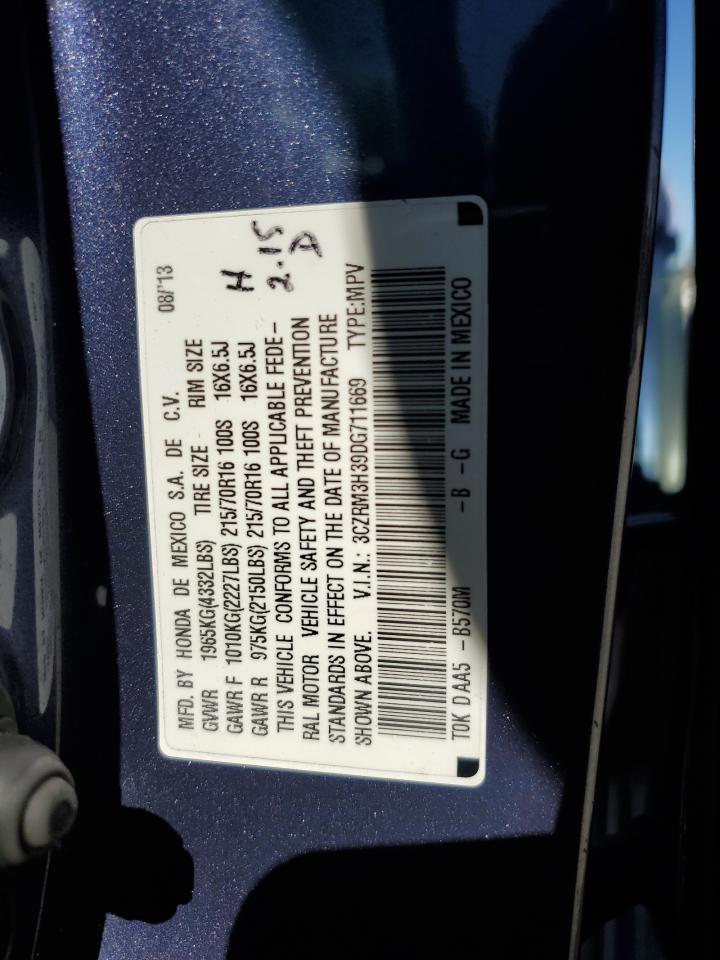 MFD. BY HONDA DE MEXICO S.A. DE C.V. 08/'13
GVWR 1965KG(4332LBS) TIRE SIZE RIM SIZE
GAWR F 1010KG(2227LBS) 215/70R16 100S 16X6.5J
GAWR R 975KG(2150LBS) 215/70R16 100S 16X6.5J
H
2.15
D
THIS VEHICLE CONFORMS TO ALL APPLICABLE FEDE-
RAL MOTOR VEHICLE SAFETY AND THEFT PREVENTION
STANDARDS IN EFFECT ON THE DATE OF MANUFACTURE
SHOWN ABOVE. V.I.N.: 3CZRM3H39DG711669 TYPE:MPV
T0K D AA5 -B570M -B -G MADE IN MEXICO